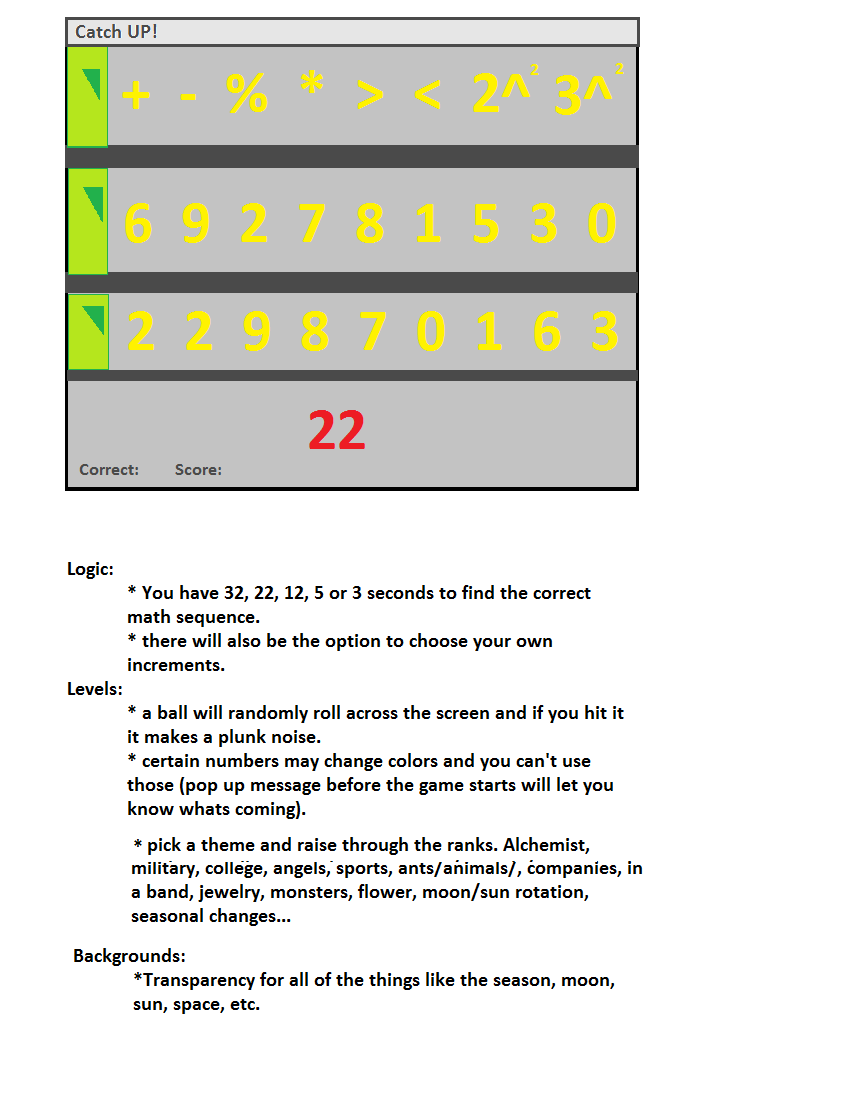 Catch UP!
+ - % * > < 2^² 3^²
6 9 2 7 8 1 5 3 0
2 2 9 8 7 0 1 6 3
22
Correct: Score:
Logic:
* You have 32, 22, 12, 5 or 3 seconds to find the correct
math sequence.
* there will also be the option to choose your own
increments.
Levels:
* a ball will randomly roll across the screen and if you hit it
it makes a plunk noise.
* certain numbers may change colors and you can't use
those (pop up message before the game starts will let you
know whats coming).
* pick a theme and raise through the ranks. Alchemist,
military, college, angels, sports, ants/animals/, companies, in
a band, jewelry, monsters, flower, moon/sun rotation,
seasonal changes...
Backgrounds:
*Transparency for all of the things like the season, moon,
sun, space, etc.